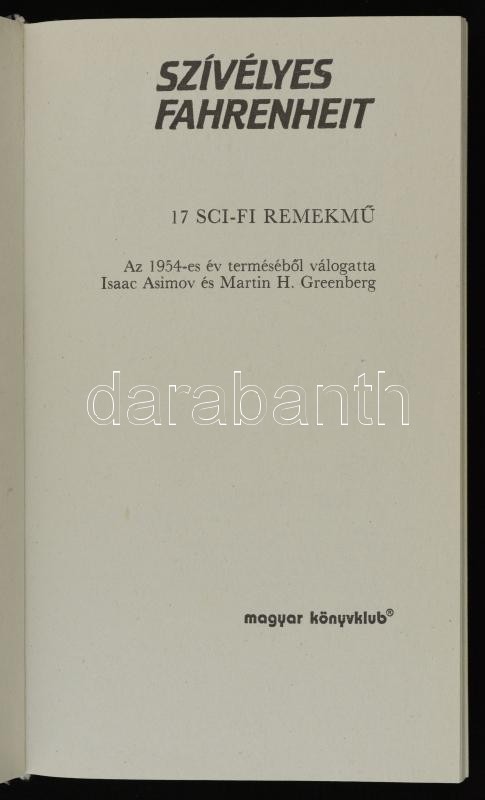 SZÍVÉLYES
FAHRENHEIT
17 SCI-FI REMEKMŰ
Az 1954-es év terméséből válogatta
Isaac Asimov és Martin H. Greenberg
darabanth
magyar könyvklub®